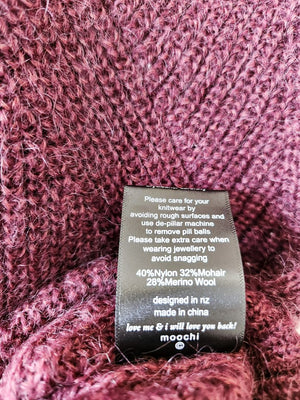 Please care for your
knitwear by
avoiding rough surfaces and
use de-pillar machine
to remove pill balls
Please take extra care when
wearing jewellery to
avoid snagging
40%Nylon 32%Mohair
28%Merino Wool
designed in nz
made in china
love me & i will love you back!
moochi
©